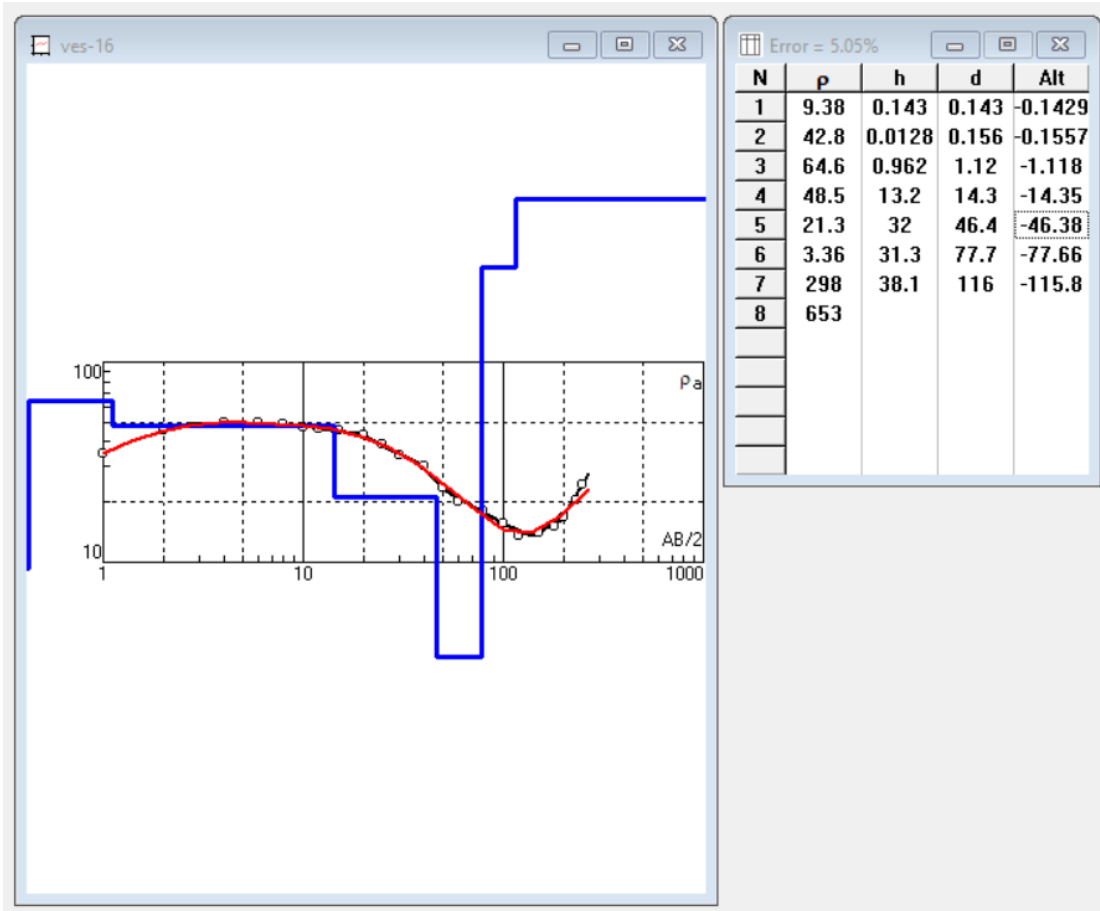 ves-16
100
ρa
10
AB/2
1 10 100 1000
Error = 5.05%
N ρ h d Alt
1 9.38 0.143 0.143 -0.1429
2 42.8 0.0128 0.156 -0.1557
3 64.6 0.962 1.12 -1.118
4 48.5 13.2 14.3 -14.35
5 21.3 32 46.4 -46.38
6 3.36 31.3 77.7 -77.66
7 298 38.1 116 -115.8
8 653